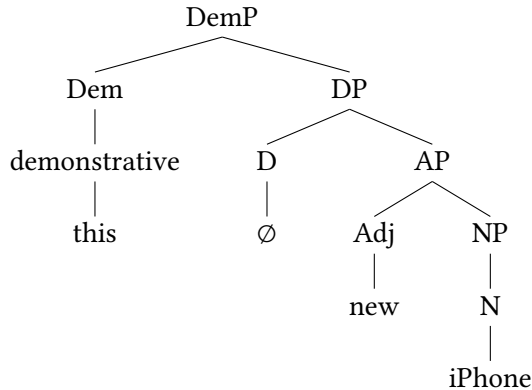 DemP
Dem DP
demonstrative D AP
this ∅ Adj NP
new N
iPhone